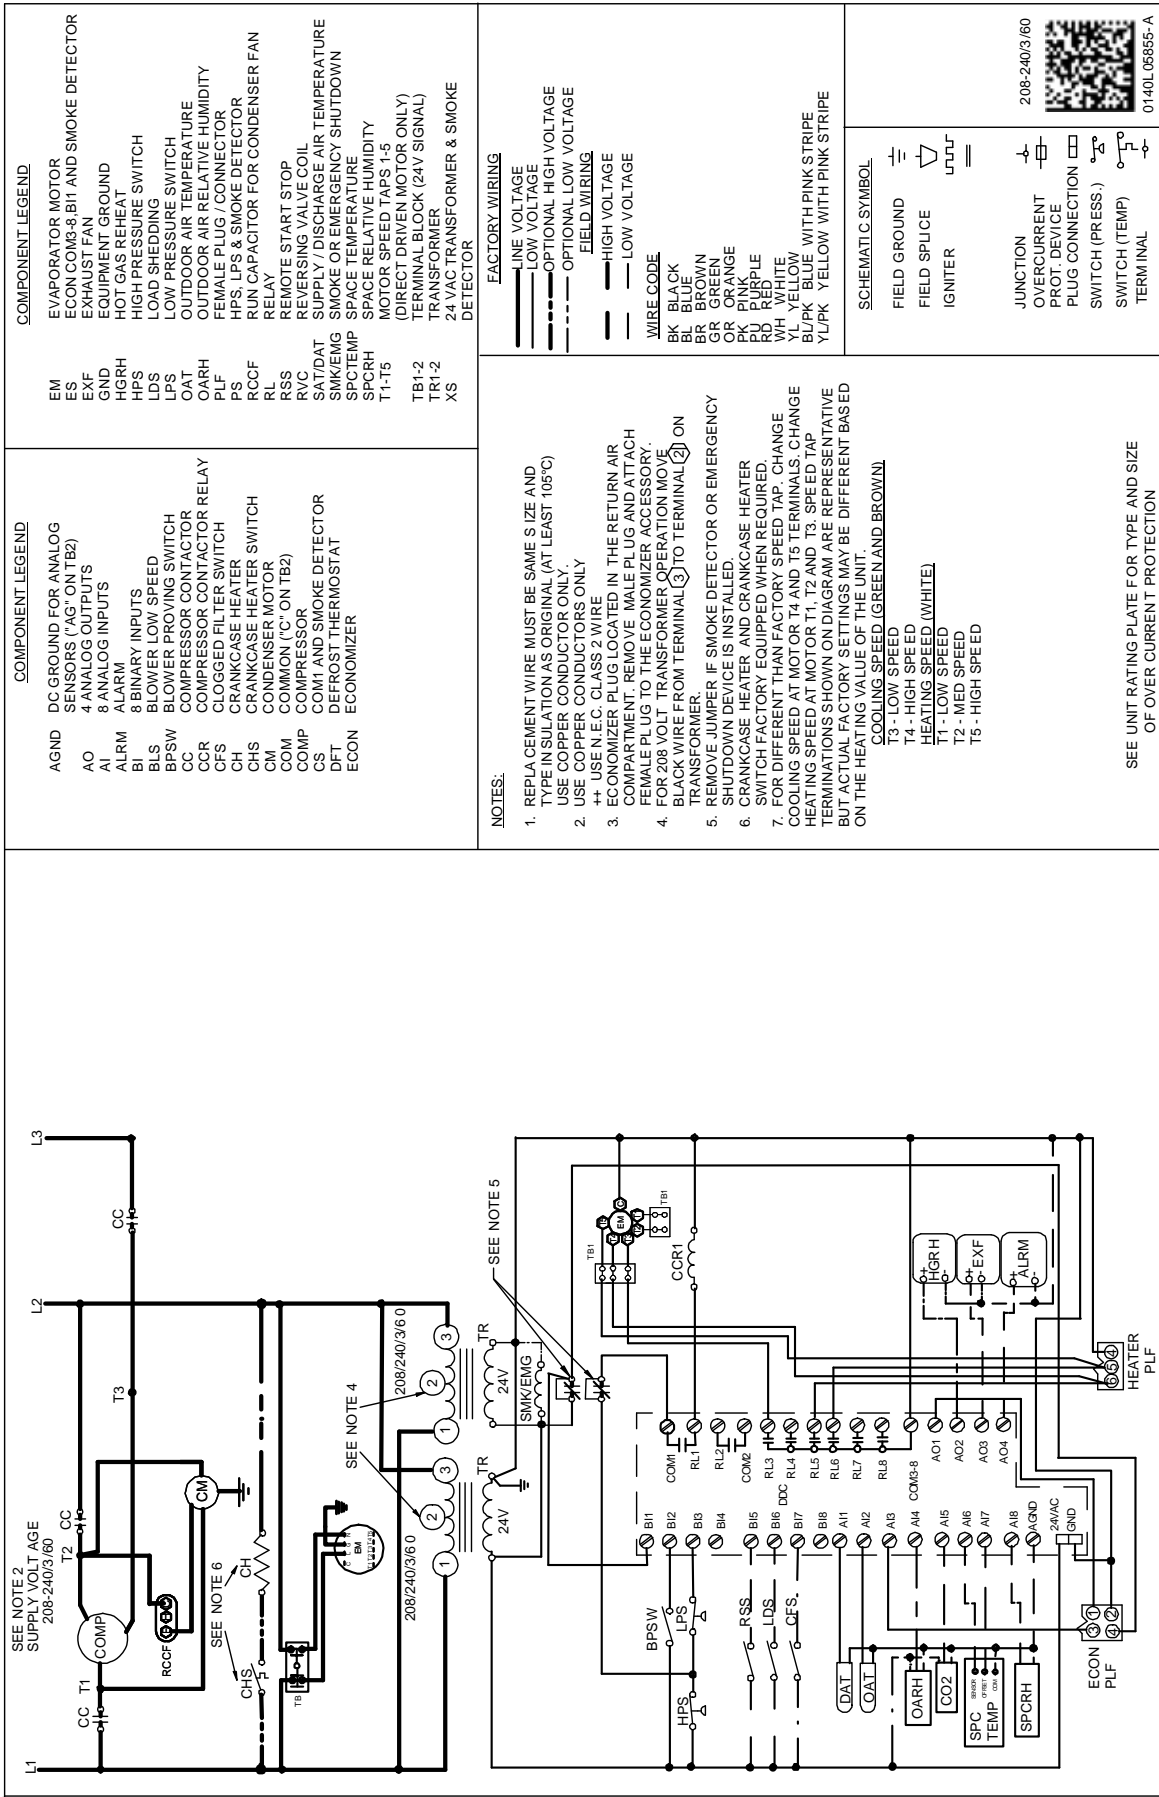 COMPONENT LEGEND
AGND DC GROUND FOR ANALOG
SENSORS ("AG" ON TB2)
AO 4 ANALOG OUTPUTS
AI 8 ANALOG INPUTS
ALRM ALARM
BI 8 BINARY INPUTS
BLS BLOWER LOW SPEED
BPSW BLOWER PROVING SWITCH
CC COMPRESSOR CONTACTOR
CCR COMPRESSOR CONTACTOR RELAY
CFS CLOGGED FILTER SWITCH
CH CRANKCASE HEATER
CHS CRANKCASE HEATER SWITCH
CM CONDENSER MOTOR
COM COMMON ("C" ON TB2)
COMP COMPRESSOR
CS COM1 AND SMOKE DETECTOR
DFT DEFROST THERMOSTAT
ECON ECONOMIZER
COMPONENT LEGEND
EM EVAPORATOR MOTOR
ES ECON COM3-8,BI1 AND SMOKE DETECTOR
EXF EXHAUST FAN
GND EQUIPMENT GROUND
HGRH HOT GAS REHEAT
HPS HIGH PRESSURE SWITCH
LDS LOAD SHEDDING
LPS LOW PRESSURE SWITCH
OAT OUTDOOR AIR TEMPERATURE
OARH OUTDOOR AIR RELATIVE HUMIDITY
PLF FEMALE PLUG / CONNECTOR
PS HPS, LPS & SMOKE DETECTOR
RCCF RUN CAPACITOR FOR CONDENSER FAN
RL RELAY
RSS REMOTE START STOP
RVC REVERSING VALVE COIL
SAT/DAT SUPPLY / DISCHARGE AIR TEMPERATURE
SMK/EMG SMOKE OR EMERGENCY SHUTDOWN
SPCTEMP SPACE TEMPERATURE
SPCRH SPACE RELATIVE HUMIDITY
T1-T5 MOTOR SPEED TAPS 1-5
(DIRECT DRIVEN MOTOR ONLY)
TB1-2 TERMINAL BLOCK (24V SIGNAL)
TR1-2 TRANSFORMER
XS 24 VAC TRANSFORMER & SMOKE
DETECTOR
NOTES:
1. REPLACEMENT WIRE MUST BE SAME SIZE AND
TYPE INSULATION AS ORIGINAL (AT LEAST 105°C)
USE COPPER CONDUCTOR ONLY.
2. USE COPPER CONDUCTORS ONLY
++ USE N.E.C. CLASS 2 WIRE
3. ECONOMIZER PLUG LOCATED IN THE RETURN AIR
COMPARTMENT. REMOVE MALE PLUG AND ATTACH
FEMALE PLUG TO THE ECONOMIZER ACCESSORY.
4. FOR 208 VOLT TRANSFORMER OPERATION MOVE
BLACK WIRE FROM TERMINAL 3 TO TERMINAL 2 ON
TRANSFORMER.
5. REMOVE JUMPER IF SMOKE DETECTOR OR EMERGENCY
SHUTDOWN DEVICE IS INSTALLED.
6. CRANKCASE HEATER AND CRANKCASE HEATER
SWITCH FACTORY EQUIPPED WHEN REQUIRED.
7. FOR DIFFERENT THAN FACTORY SPEED TAP. CHANGE
COOLING SPEED AT MOTOR T4 AND T5 TERMINALS. CHANGE
HEATING SPEED AT MOTOR T1, T2 AND T3. SPEED TAP
TERMINATIONS SHOWN ON DIAGRAM ARE REPRESENTATIVE
BUT ACTUAL FACTORY SETTINGS MAY BE DIFFERENT BASED
ON THE HEATING VALUE OF THE UNIT.
COOLING SPEED (GREEN AND BROWN)
T3 - LOW SPEED
T4 - HIGH SPEED
HEATING SPEED (WHITE)
T1 - LOW SPEED
T2 - MED SPEED
T5 - HIGH SPEED
SEE UNIT RATING PLATE FOR TYPE AND SIZE
OF OVER CURRENT PROTECTION
FACTORY WIRING
LINE VOLTAGE
LOW VOLTAGE
OPTIONAL HIGH VOLTAGE
OPTIONAL LOW VOLTAGE
FIELD WIRING
HIGH VOLTAGE
LOW VOLTAGE
WIRE CODE
BK BLACK
BL BLUE
BR BROWN
GR GREEN
OR ORANGE
PK PINK
PU PURPLE
RD RED
WH WHITE
YL YELLOW
BL/PK BLUE WITH PINK STRIPE
YL/PK YELLOW WITH PINK STRIPE
SCHEMATIC SYMBOL
FIELD GROUND
FIELD SPLICE
IGNITER
JUNCTION
OVERCURRENT
PROT. DEVICE
PLUG CONNECTION
SWITCH (PRESS.)
SWITCH (TEMP)
TERMINAL
208-240/3/60
0140L05855-A
SEE NOTE 2
SUPPLY VOLTAGE
208-240/3/60
L1
L2
L3
CC
T1
COMP
T2
CC
T3
CC
RCCF
CM
SEE NOTE 6
CHS
CH
TB
EM
SEE NOTE 4
208/240/3/60
1
2
3
208/240/3/60
1
2
3
24V
TR
24V
TR
SMK/EMG
SEE NOTE 5
TB1
EM
C
TB1
CCR1
BPSW
HPS
LPS
RSS
LDS
CFS
DAT
OAT
OARH
CO2
SPC
TEMP
SENSOR
OFFSET
COM
SPCRH
BI1
BI2
BI3
BI4
BI5
BI6
BI7
BI8
AI1
AI2
AI3
AI4
AI5
AI6
AI7
AI8
AGND
24VAC
GND
DDC
COM1
RL1
RL2
COM2
RL3
RL4
RL5
RL6
RL7
RL8
COM3-8
AO1
AO2
AO3
AO4
+
HGRH
-
+
EXF
-
+
ALRM
-
3 1
4 2
ECON
PLF
6 5 4
HEATER
PLF